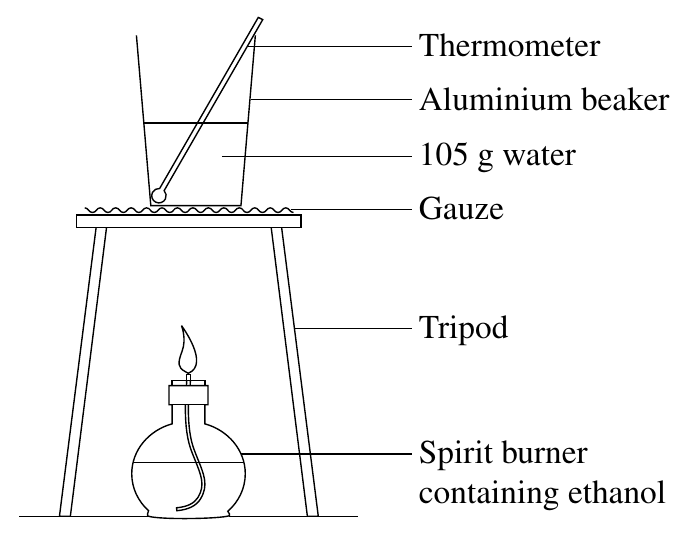 Thermometer
Aluminium beaker
105 g water
Gauze
Tripod
Spirit burner
containing ethanol